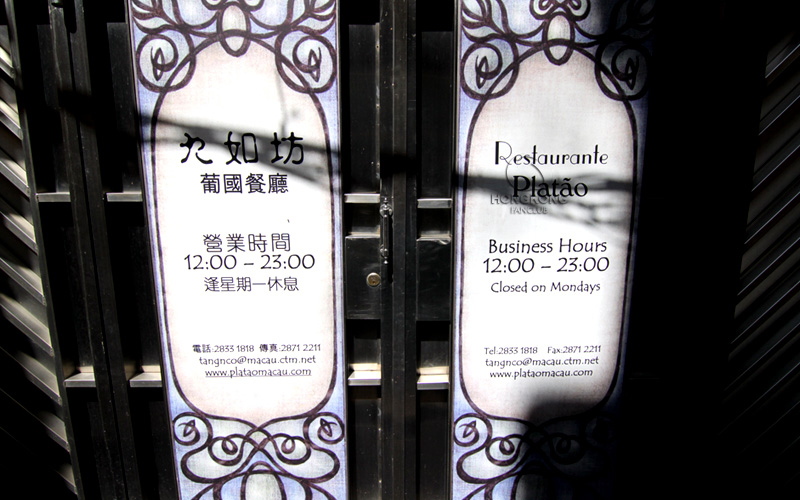 九如坊
葡國餐廳
營業時間
12:00 – 23:00
逢星期一休息
電話:2833 1818 傳真:2871 2211
tangnco@macau.ctm.net
www.plataomacau.com
Restaurante
Platão
HONGKONG
FANCLUB
Business Hours
12:00 – 23:00
Closed on Mondays
Tel:2833 1818 Fax:2871 2211
tangnco@macau.ctm.net
www.plataomacau.com